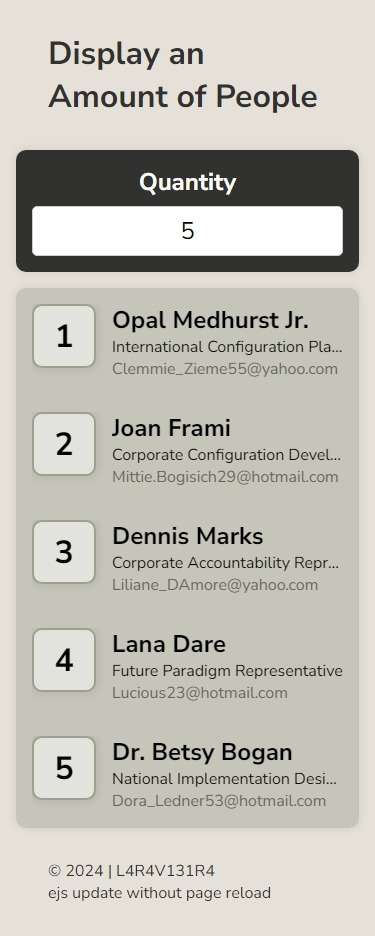 Display an
Amount of People
Quantity
5
1
Opal Medhurst Jr.
International Configuration Pla...
Clemmie_Zieme55@yahoo.com
2
Joan Frami
Corporate Configuration Devel...
Mittie.Bogisich29@hotmail.com
3
Dennis Marks
Corporate Accountability Repr...
Liliane_DAmore@yahoo.com
4
Lana Dare
Future Paradigm Representative
Lucious23@hotmail.com
5
Dr. Betsy Bogan
National Implementation Desi...
Dora_Ledner53@hotmail.com
© 2024 | L4R4V131R4
ejs update without page reload